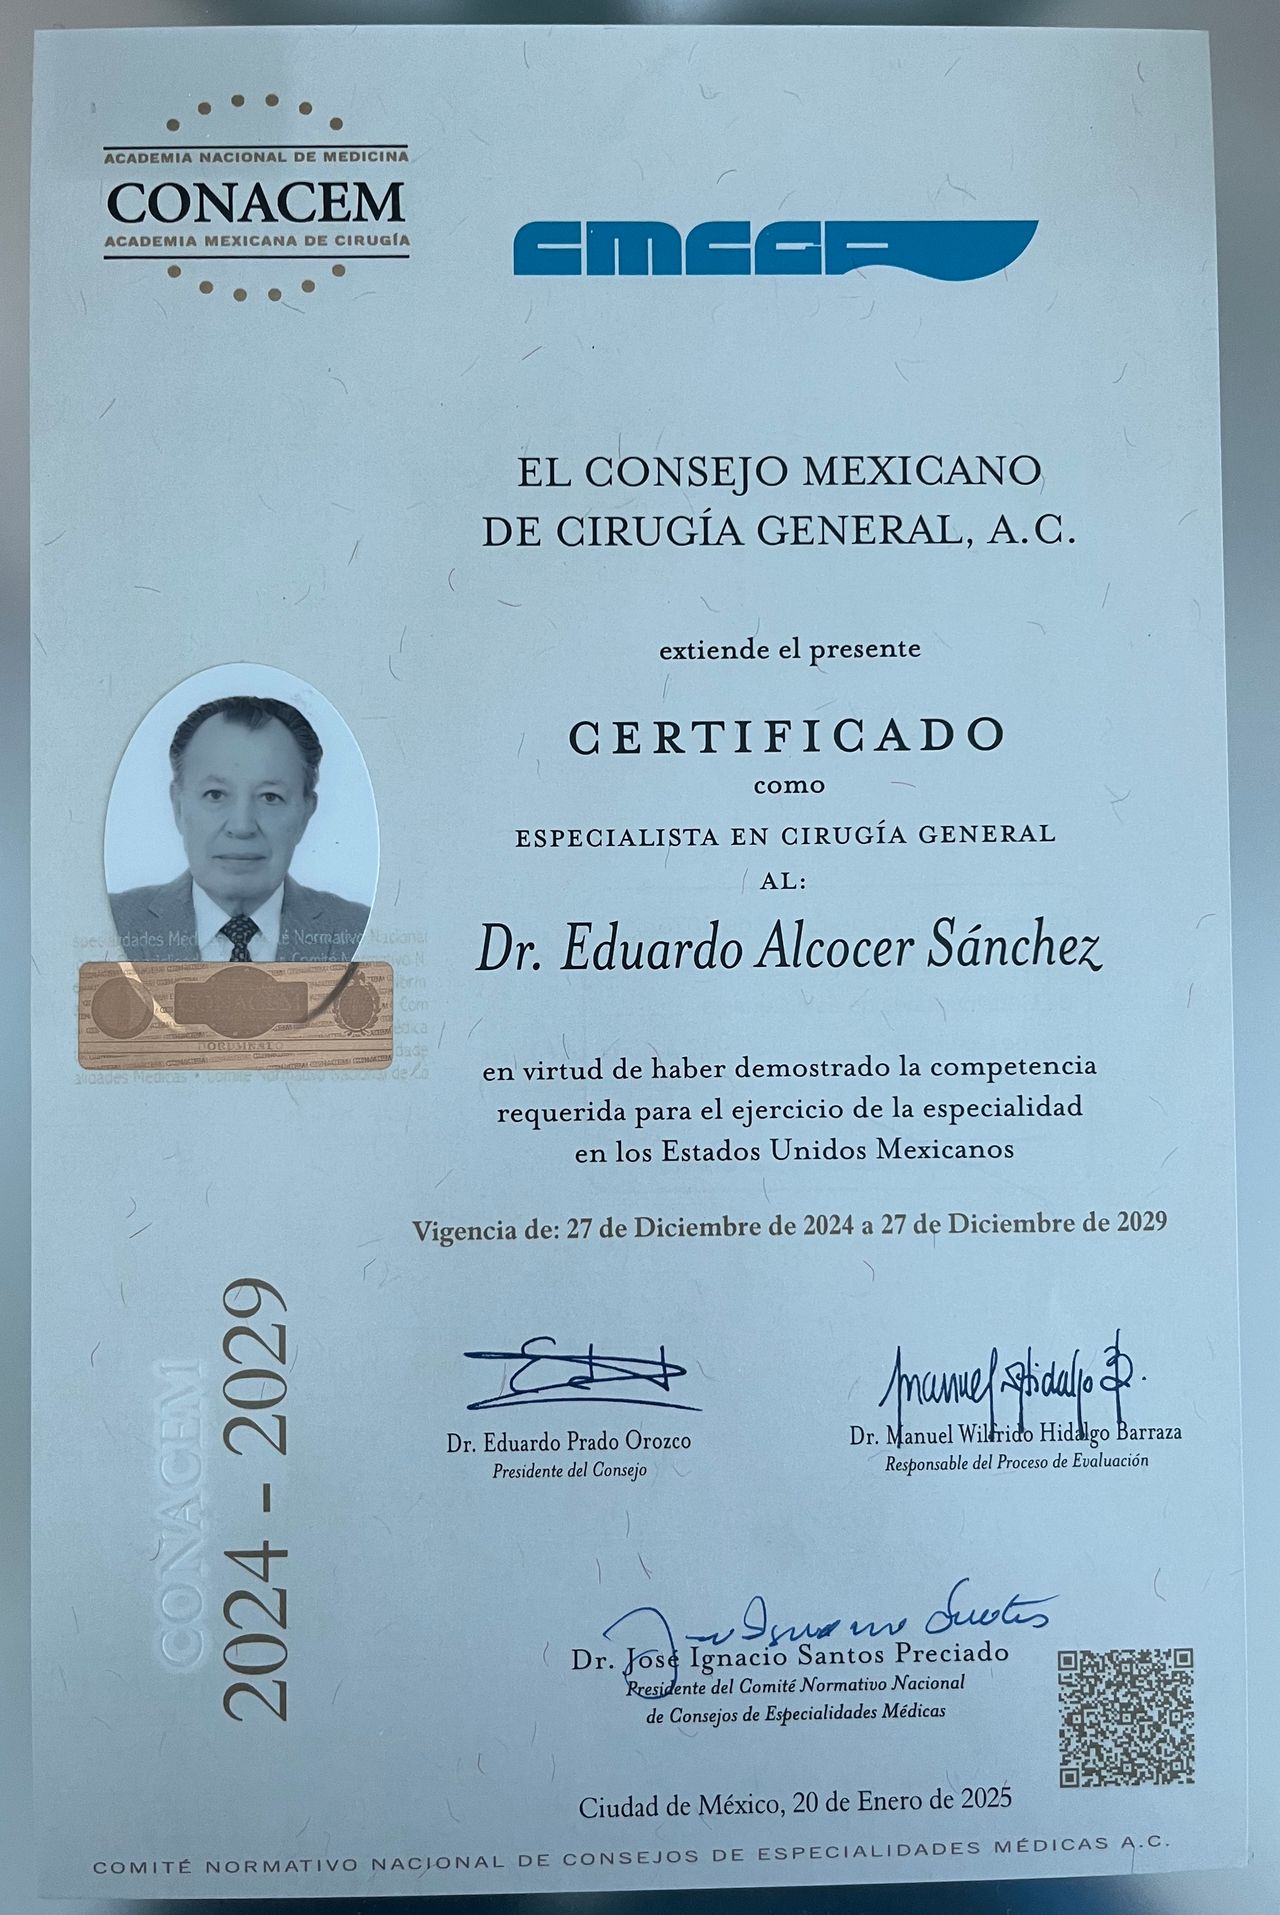 ACADEMIA NACIONAL DE MEDICINA
CONACEM
ACADEMIA MEXICANA DE CIRUGÍA
EL CONSEJO MEXICANO
DE CIRUGÍA GENERAL, A.C.
extiende el presente
CERTIFICADO
como
ESPECIALISTA EN CIRUGÍA GENERAL
AL:
Dr. Eduardo Alcocer Sánchez
en virtud de haber demostrado la competencia
requerida para el ejercicio de la especialidad
en los Estados Unidos Mexicanos
Vigencia de: 27 de Diciembre de 2024 a 27 de Diciembre de 2029
CONACEM
2024 - 2029
Manuel Hidalgo B.
Dr. Eduardo Prado Orozco
Presidente del Consejo
Dr. Manuel Wilfrido Hidalgo Barraza
Responsable del Proceso de Evaluación
Dr. José Ignacio Santos Preciado
Presidente del Comité Normativo Nacional
de Consejos de Especialidades Médicas
Ciudad de México, 20 de Enero de 2025
COMITÉ NORMATIVO NACIONAL DE CONSEJOS DE ESPECIALIDADES MÉDICAS A.C.